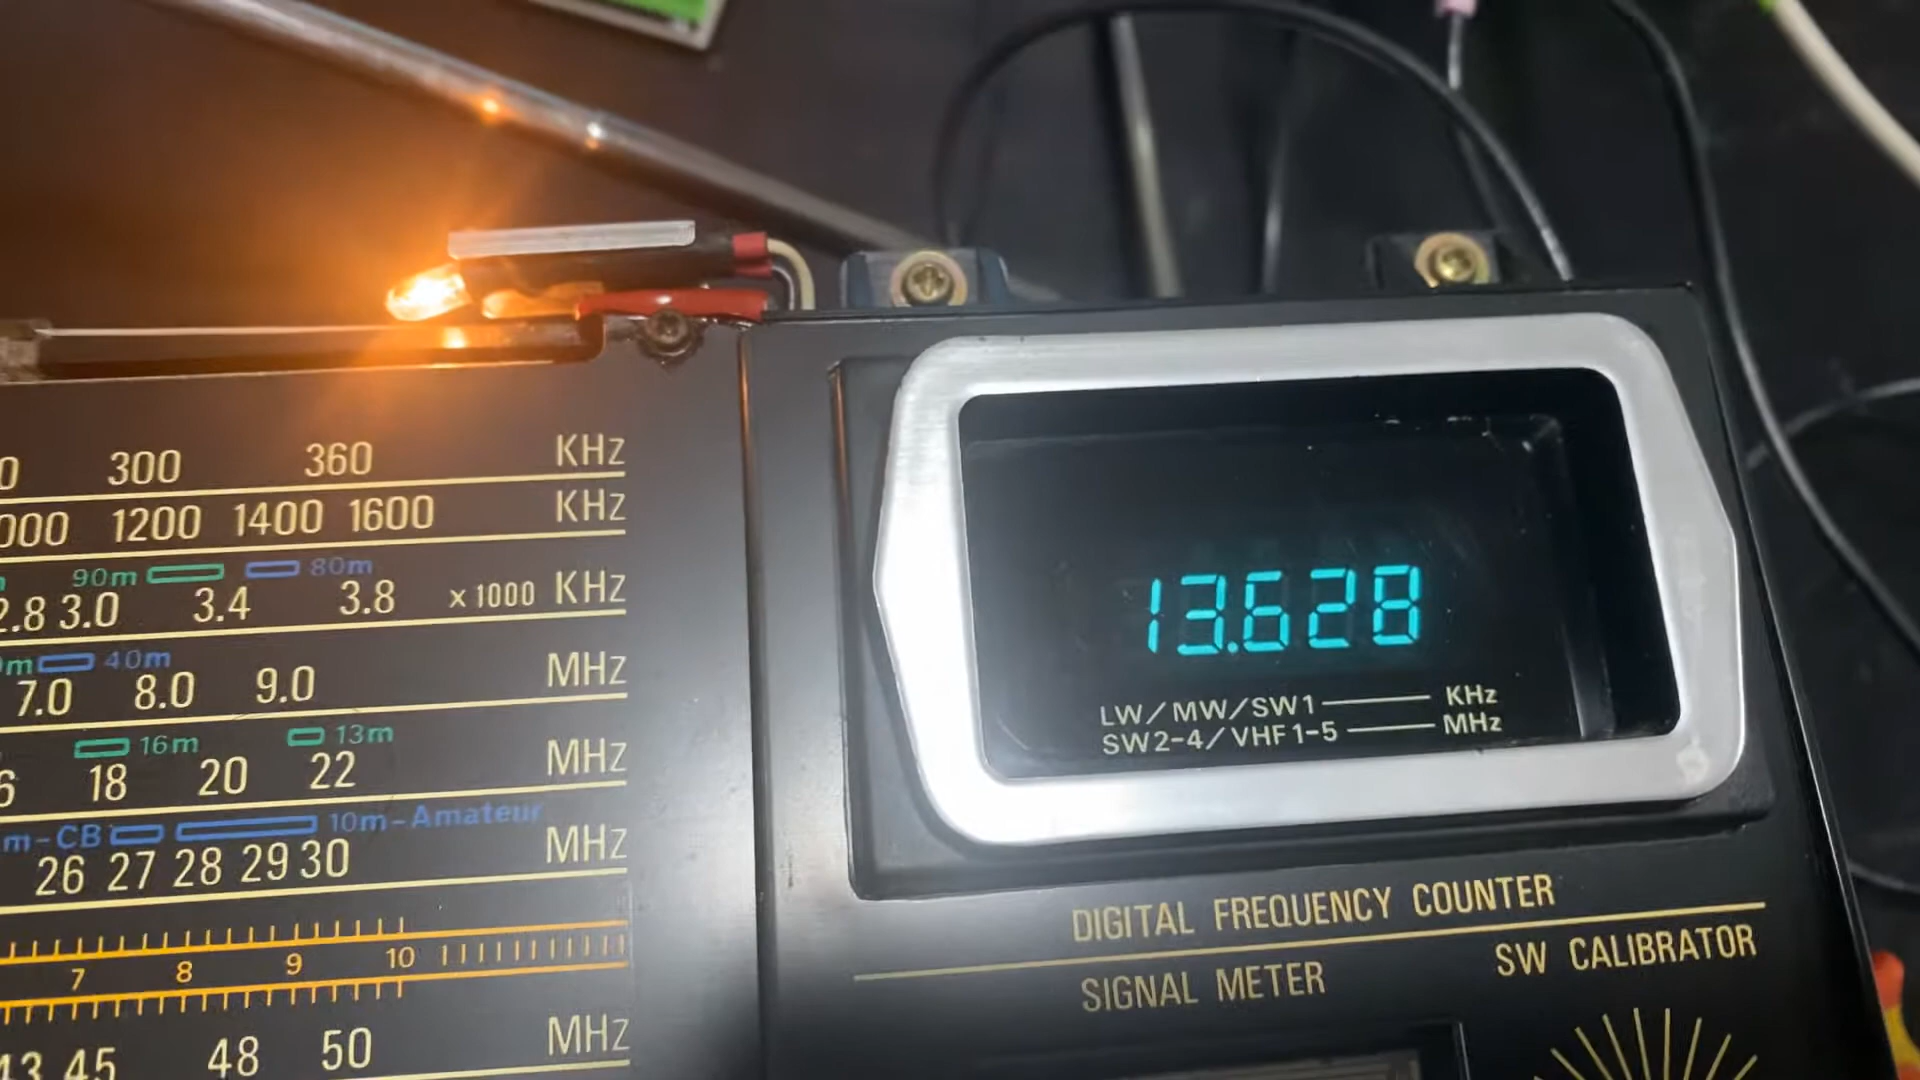 0 300 360 KHz
000 1200 1400 1600 KHz
90m 80m
2.8 3.0 3.4 3.8 x 1000 KHz
m 40m
7.0 8.0 9.0 MHz
16m 13m
6 18 20 22 MHz
m-CB 10m-Amateur
26 27 28 29 30 MHz
7 8 9 10
43 45 48 50 MHz
13.628
LW/MW/SW1 KHz
SW2-4/VHF1-5 MHz
DIGITAL FREQUENCY COUNTER
SIGNAL METER
SW CALIBRATOR